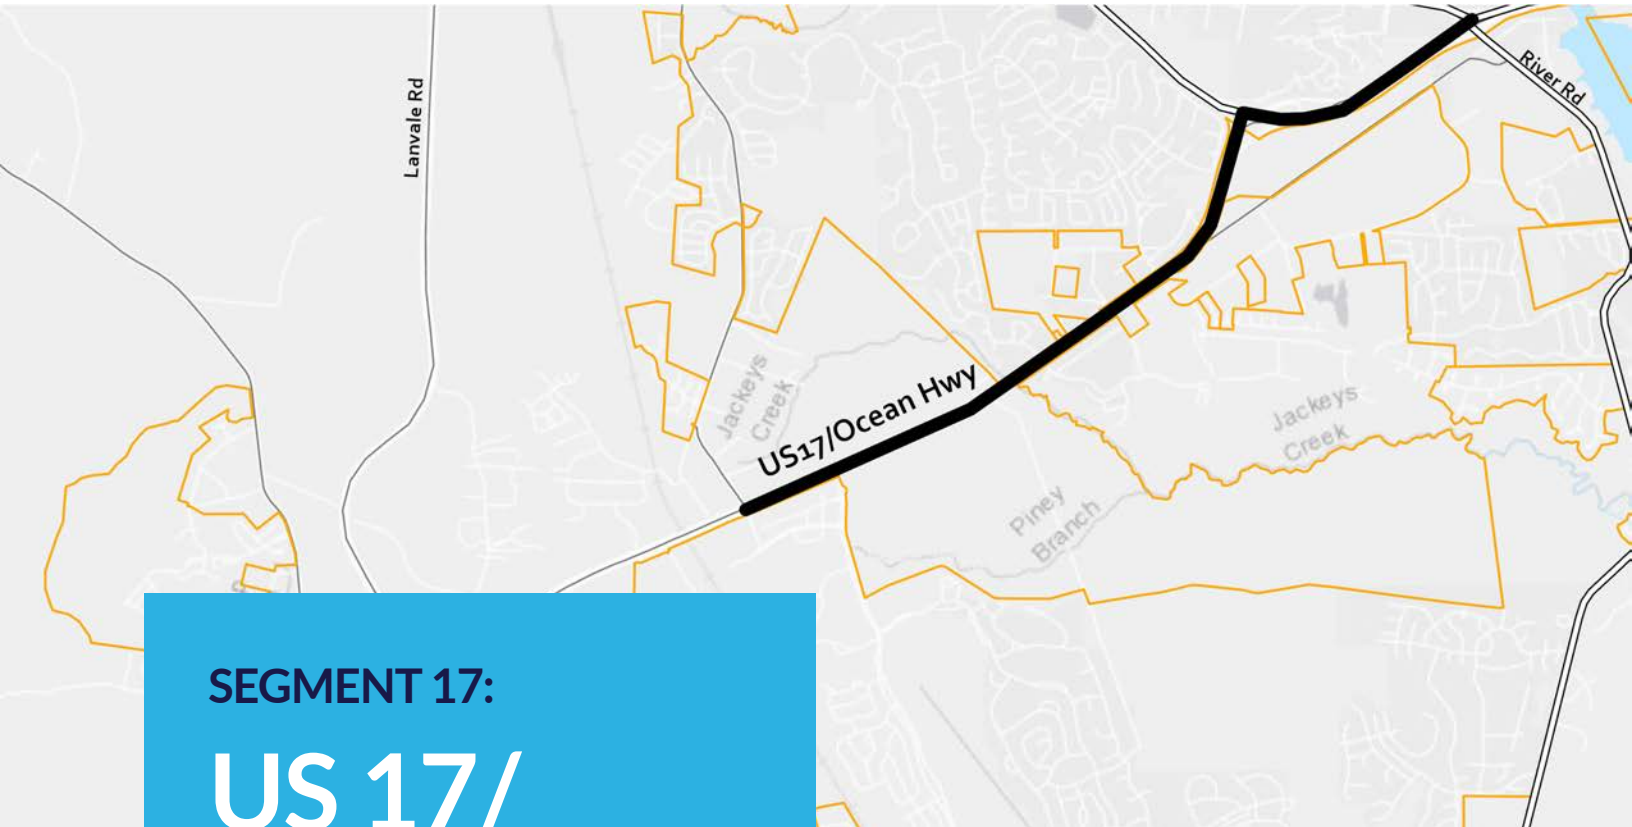 Lanvale Rd
River Rd
Jackeys
Creek
US17/Ocean Hwy
Jackeys
Creek
Piney
Branch
SEGMENT 17:
US 17/